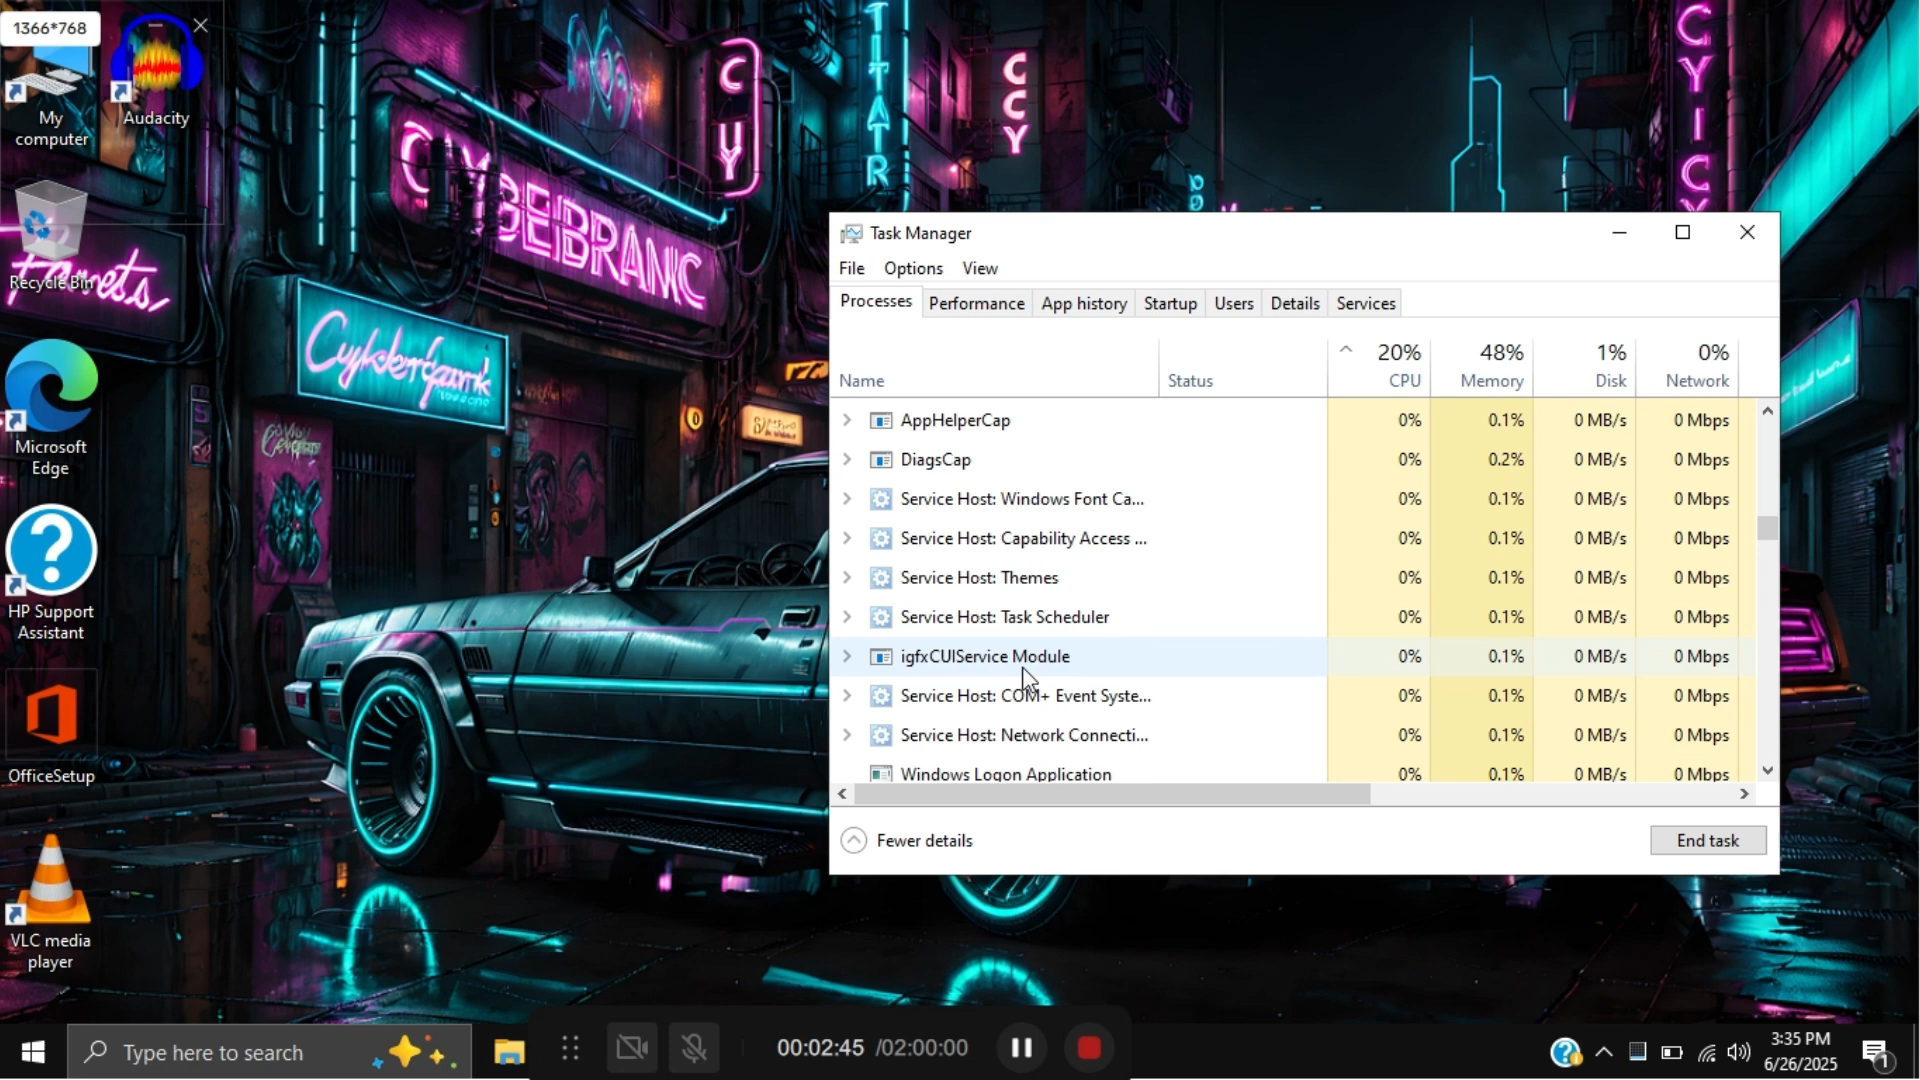 1366*768
My
computer
Audacity
Recycle Bin
Microsoft
Edge
HP Support
Assistant
OfficeSetup
VLC media
player
CY
TITATR
CCY
CYICY
Task Manager
File Options View
Processes Performance App history Startup Users Details Services
20% 48% 1% 0%
Name Status CPU Memory Disk Network
AppHelperCap 0% 0.1% 0 MB/s 0 Mbps
DiagsCap 0% 0.2% 0 MB/s 0 Mbps
Service Host: Windows Font Ca... 0% 0.1% 0 MB/s 0 Mbps
Service Host: Capability Access ... 0% 0.1% 0 MB/s 0 Mbps
Service Host: Themes 0% 0.1% 0 MB/s 0 Mbps
Service Host: Task Scheduler 0% 0.1% 0 MB/s 0 Mbps
igfxCUIService Module 0% 0.1% 0 MB/s 0 Mbps
Service Host: COM+ Event Syste... 0% 0.1% 0 MB/s 0 Mbps
Service Host: Network Connecti... 0% 0.1% 0 MB/s 0 Mbps
Windows Logon Application 0% 0.1% 0 MB/s 0 Mbps
Fewer details
End task
Type here to search
00:02:45 /02:00:00
3:35 PM
6/26/2025
1